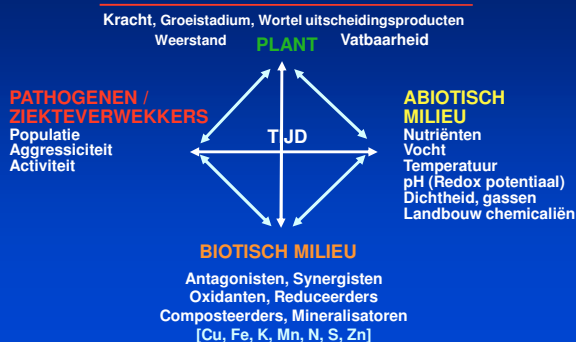 Kracht, Groeistadium, Wortel uitscheidingsproducten
Weerstand PLANT Vatbaarheid
PATHOGENEN /
ZIEKTEVERWEKKERS
Populatie
Aggressiciteit
Activiteit
TIJD
ABIOTISCH
MILIEU
Nutriënten
Vocht
Temperatuur
pH (Redox potentiaal)
Dichtheid, gassen
Landbouw chemicaliën
BIOTISCH MILIEU
Antagonisten, Synergisten
Oxidanten, Reduceerders
Composteerders, Mineralisatoren
[Cu, Fe, K, Mn, N, S, Zn]